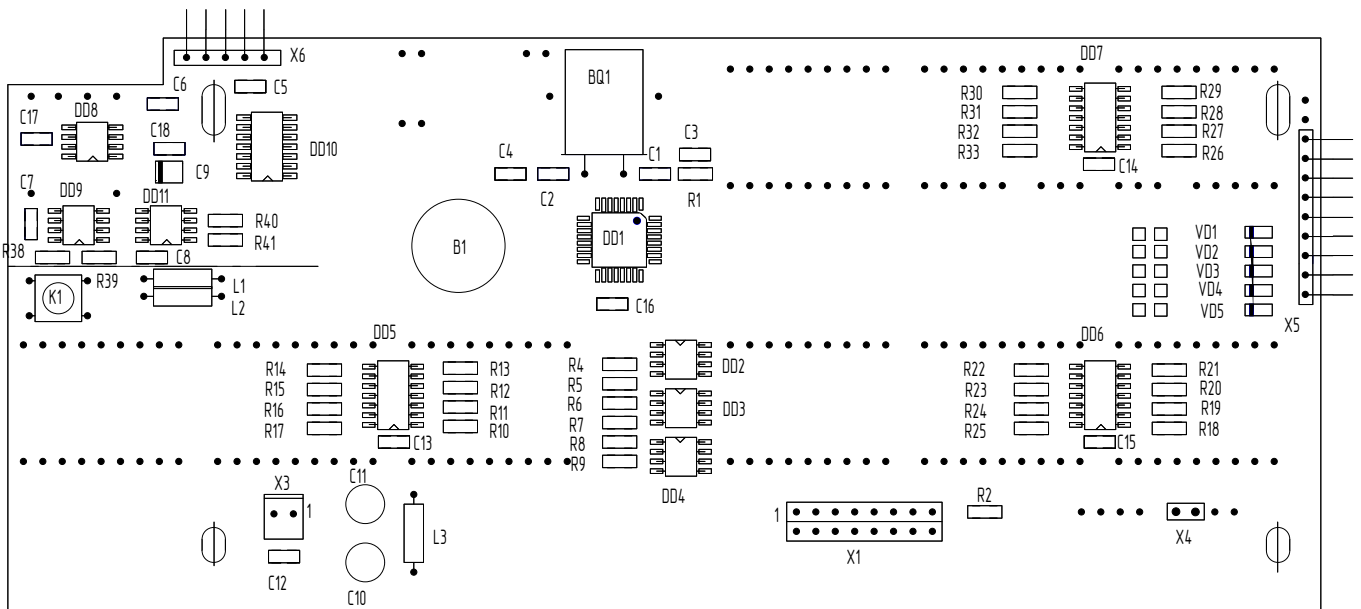 X6
DD7
BQ1
C6
C5
R30
R29
C17
DD8
R31
R28
C18
R32
R27
DD10
C4
C1
C3
R33
R26
C9
C14
C7
DD9
DD11
C2
R1
R40
VD1
R38
R41
B1
DD1
VD2
C8
R39
VD3
K1
L1
VD4
L2
C16
VD5
X5
DD5
DD6
R14
R13
R4
DD2
R22
R21
R15
R12
R5
R23
R20
R16
R11
R6
DD3
R24
R19
R17
R10
R7
R25
R18
C13
R8
C15
R9
X3
C11
DD4
R2
1
1
L3
X1
X4
C12
C10